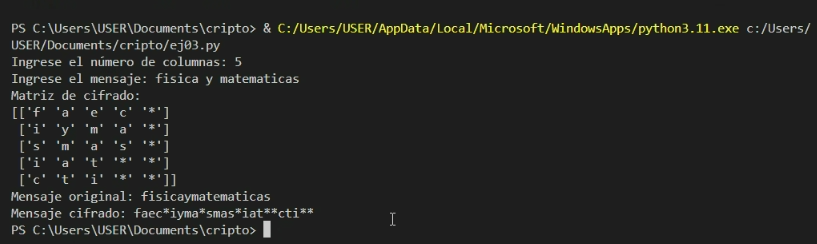 PS C:\Users\USER\Documents\cripto> & C:/Users/USER/AppData/Local/Microsoft/WindowsApps/python3.11.exe c:/Users/
USER/Documents/cripto/ej03.py
Ingrese el número de columnas: 5
Ingrese el mensaje: fisica y matematicas
Matriz de cifrado:
[['f' 'a' 'e' 'c' '*']
 ['i' 'y' 'm' 'a' '*']
 ['s' 'm' 'a' 's' '*']
 ['i' 'a' 't' '*' '*']
 ['c' 't' 'i' '*' '*']]
Mensaje original: fisicaymatematicas
Mensaje cifrado: faec*iyma*smas*iat**cti**
PS C:\Users\USER\Documents\cripto>